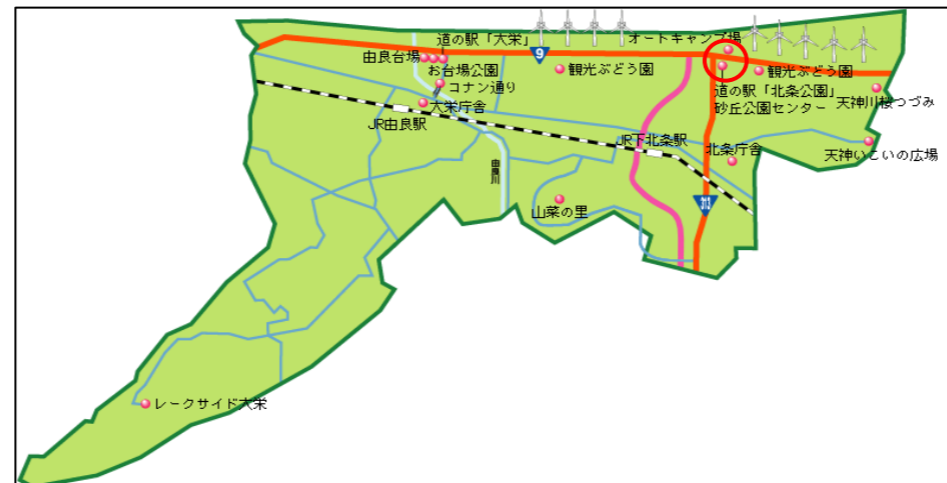 道の駅「大栄」
オートキャンプ場
9
由良台場
お台場公園
観光ぶどう園
観光ぶどう園
コナン通り
道の駅「北条公園」
砂丘公園センター
天神川桜つづみ
大栄庁舎
JR由良駅
JR下北条駅
北条庁舎
天神いこいの広場
由良川
山菜の里
313
レークサイド大栄